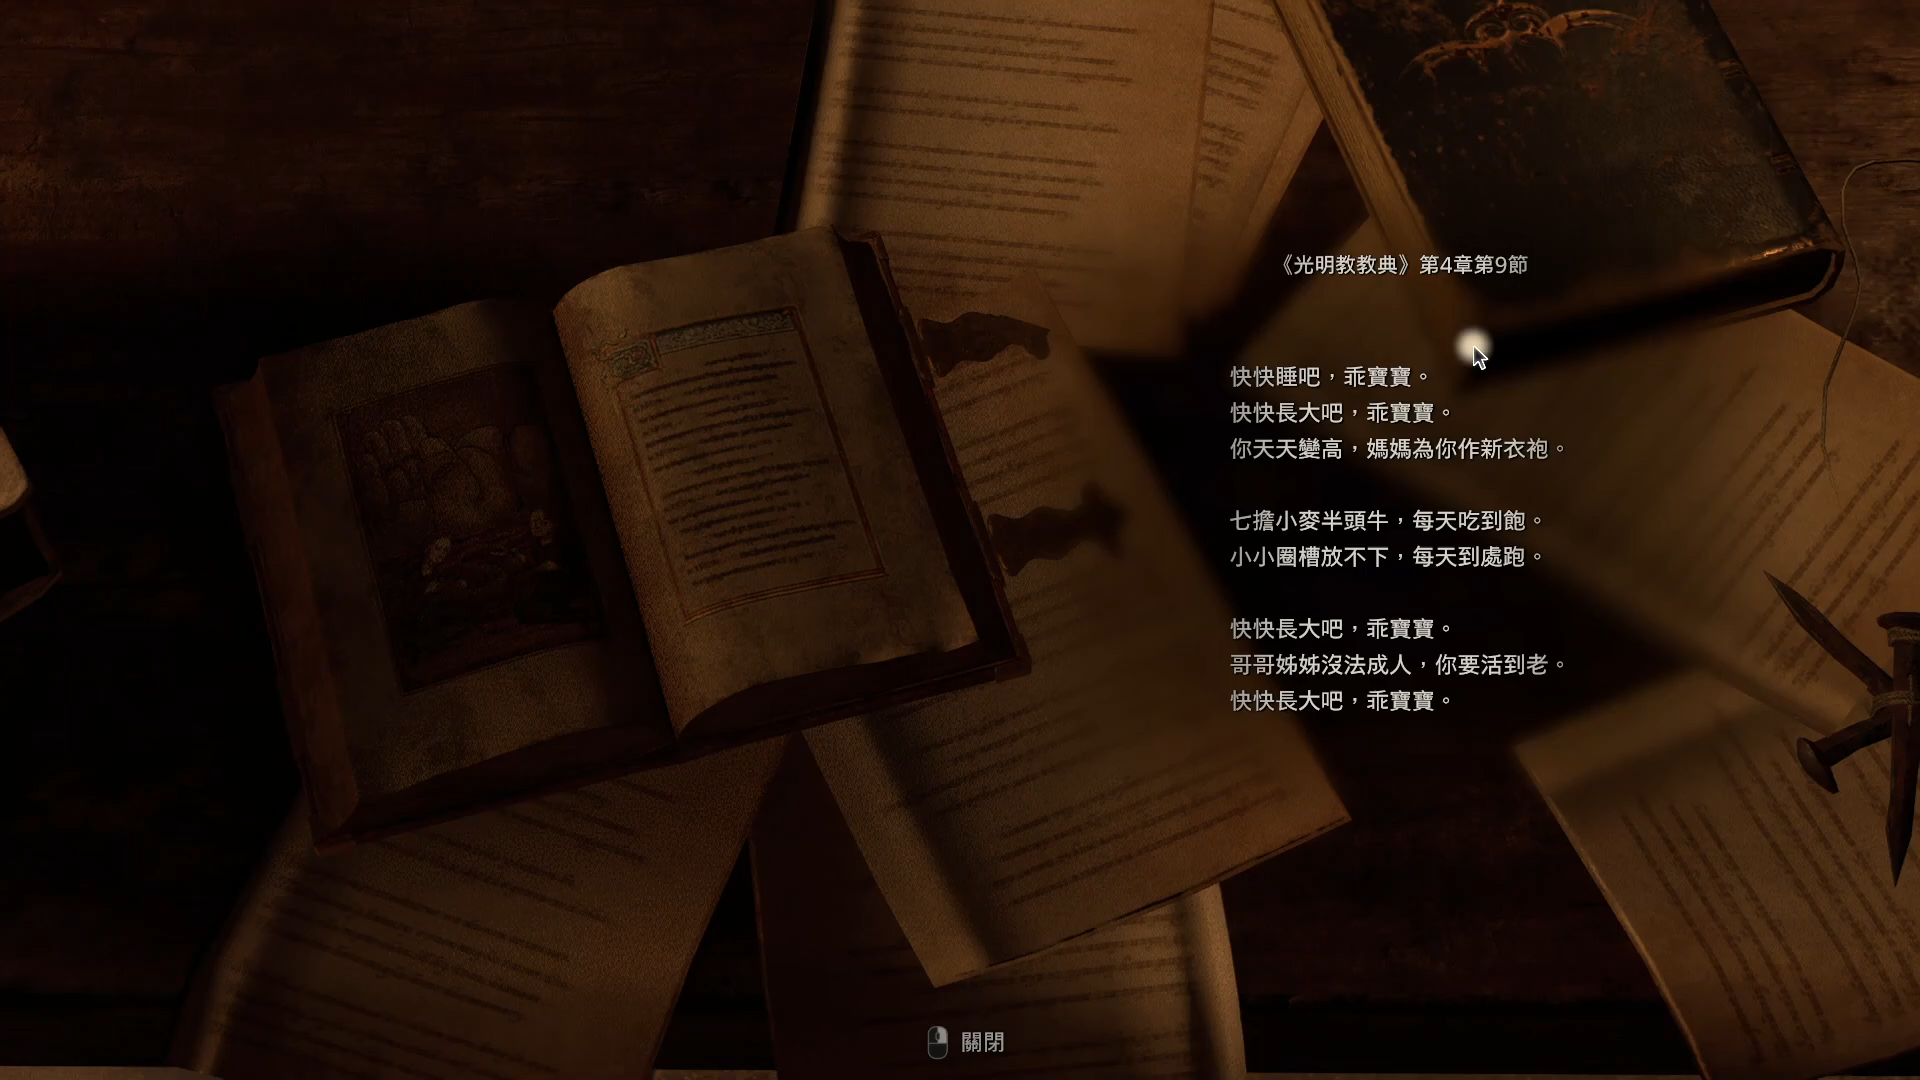 《光明教教典》第4章第9節
快快睡吧，乖寶寶。
快快長大吧，乖寶寶。
你天天變高，媽媽為你作新衣袍。
七擔小麥半頭牛，每天吃到飽。
小小圈槽放不下，每天到處跑。
快快長大吧，乖寶寶。
哥哥姊姊沒法成人，你要活到老。
快快長大吧，乖寶寶。
關閉